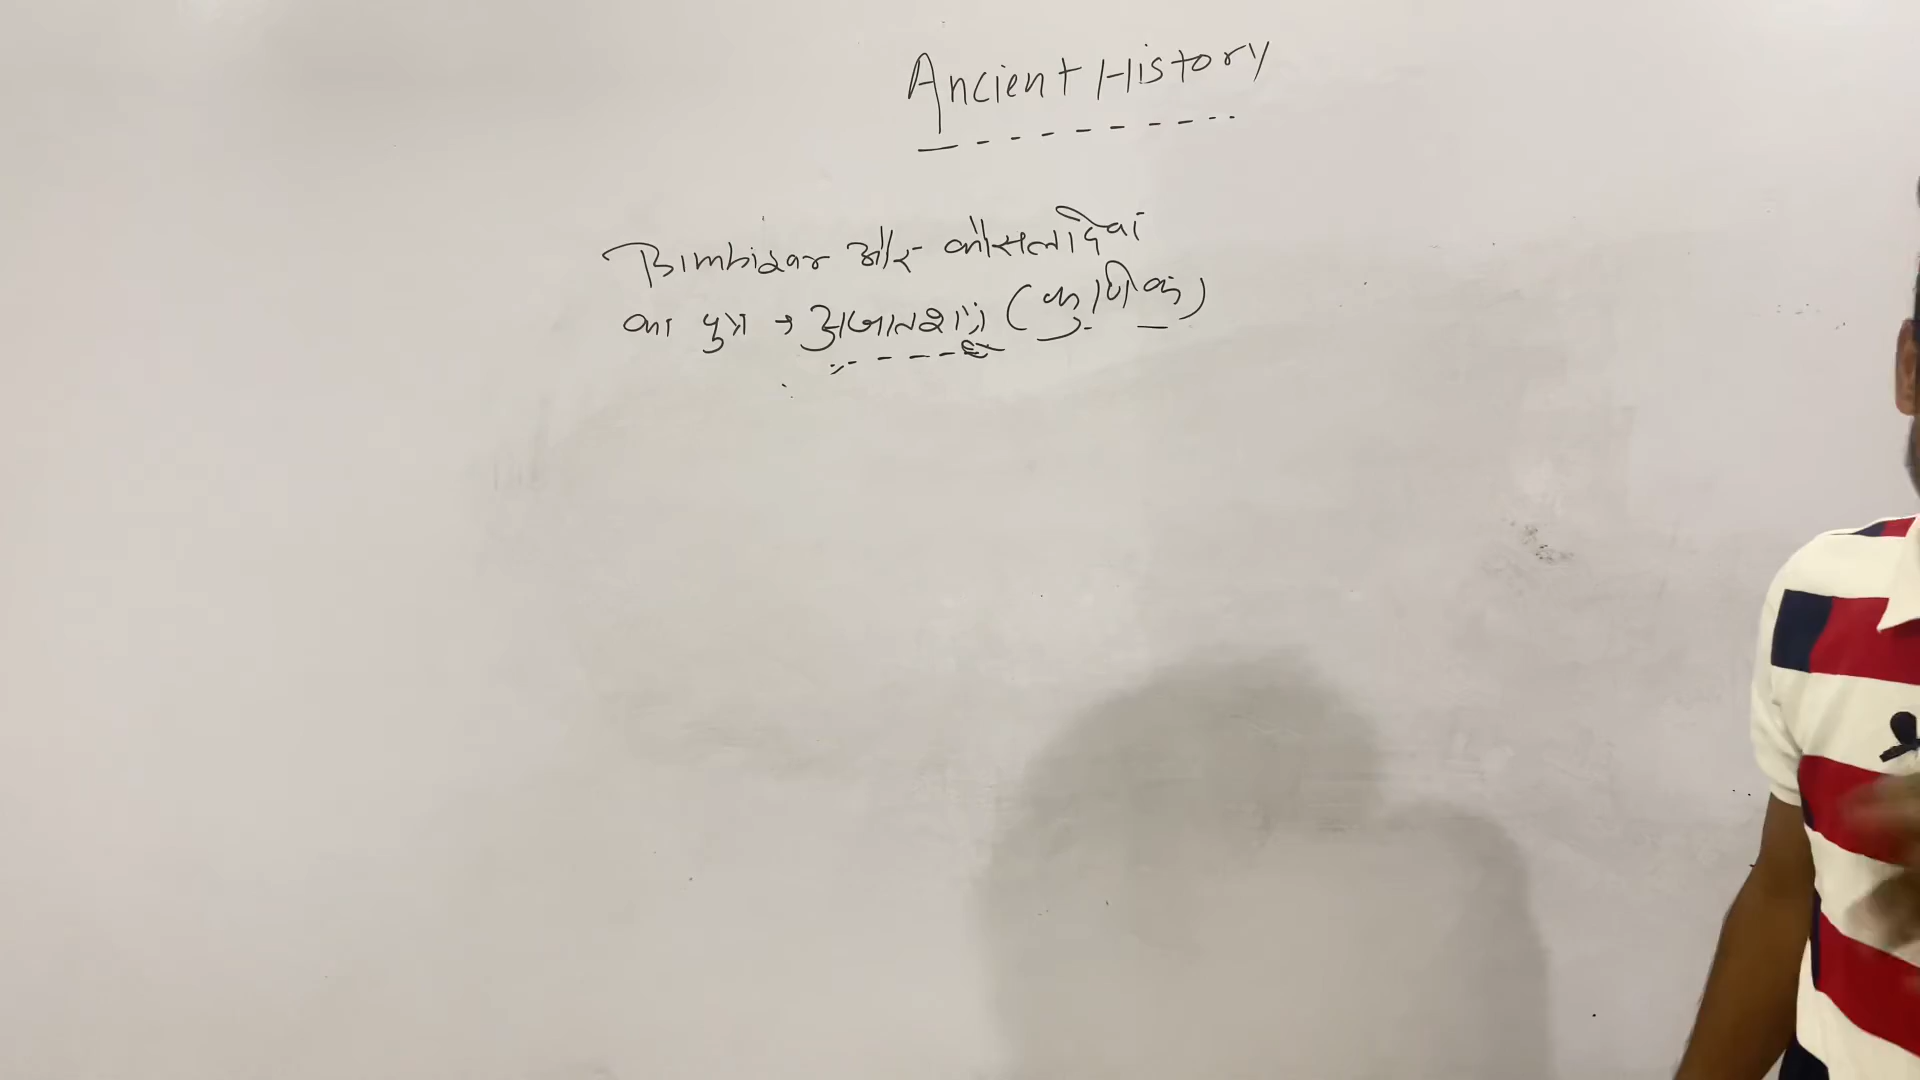 Ancient History
Bimbisar और कोसलादेवी
का पुत्र → अजातशत्रु (कुणिक)